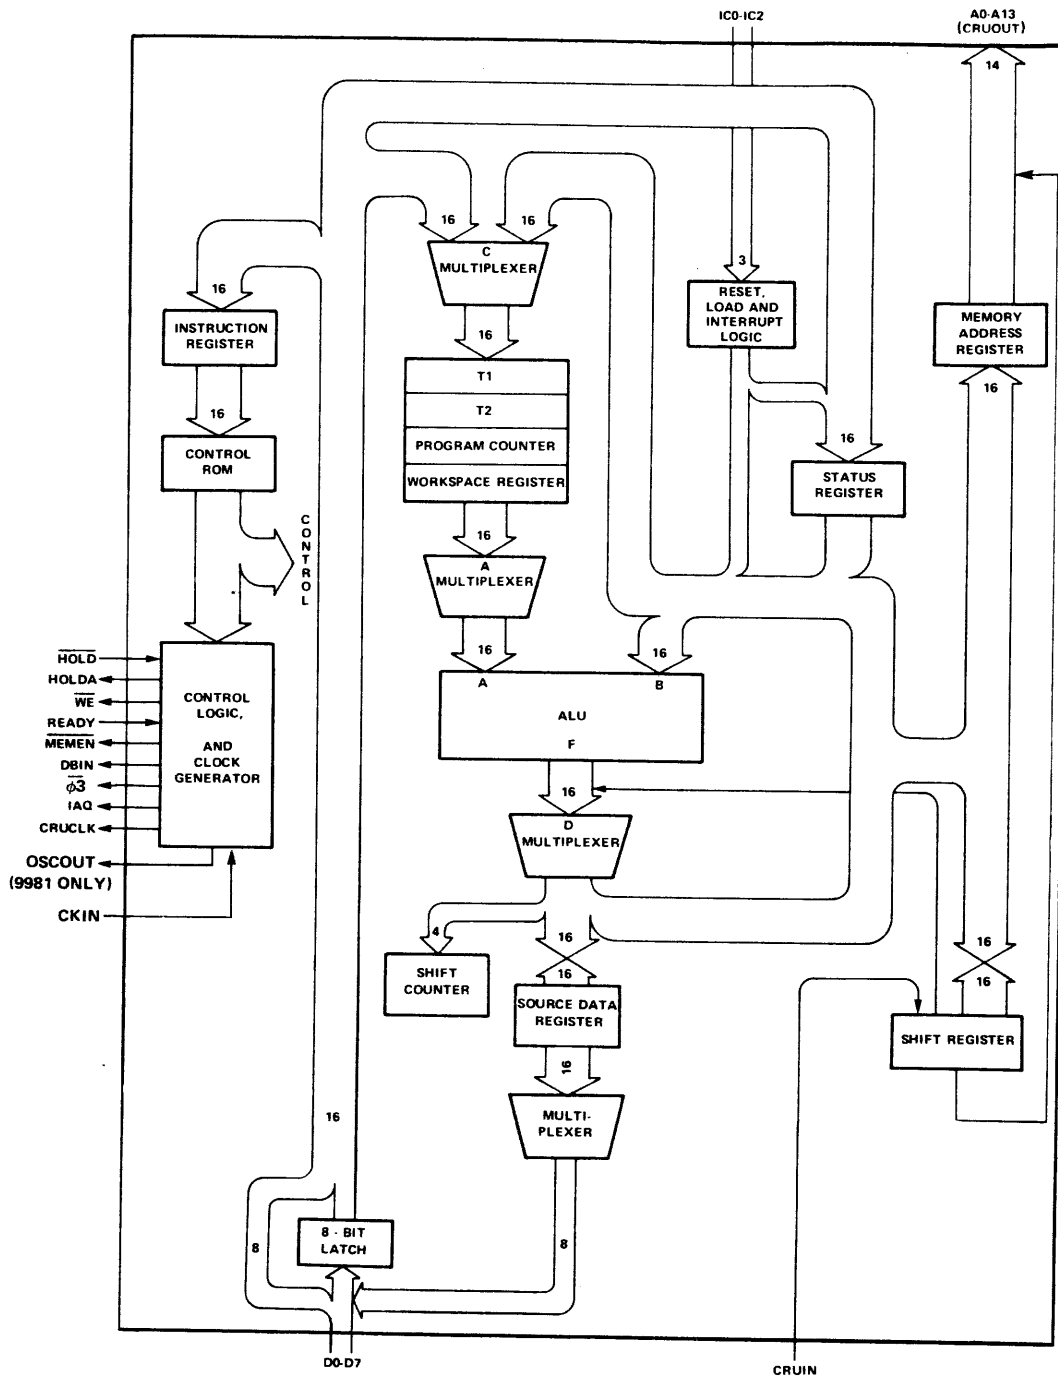 IC0-IC2
A0-A13
(CRUOUT)
14
16
16
C
MULTIPLEXER
3
RESET,
LOAD AND
INTERRUPT
LOGIC
16
INSTRUCTION
REGISTER
MEMORY
ADDRESS
REGISTER
16
T1
T2
PROGRAM COUNTER
WORKSPACE REGISTER
16
16
CONTROL
ROM
16
STATUS
REGISTER
CONTROL
16
A
MULTIPLEXER
16
16
A
B
ALU
F
HOLD
HOLDA
WE
READY
MEMEN
DBIN
φ3
IAQ
CRUCLK
OSCOUT
(9981 ONLY)
CKIN
CONTROL
LOGIC,
AND
CLOCK
GENERATOR
16
D
MULTIPLEXER
4
SHIFT
COUNTER
16
16
SOURCE DATA
REGISTER
16
16
SHIFT REGISTER
16
MULTI-
PLEXER
16
8
8 - BIT
LATCH
8
D0-D7
CRUIN